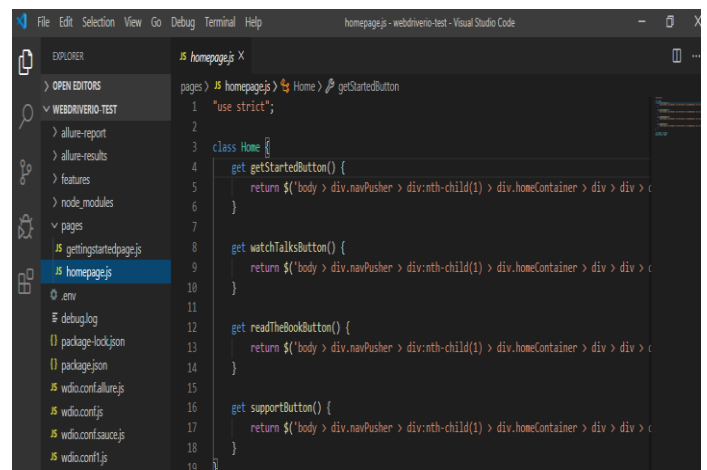 File Edit Selection View Go Debug Terminal Help homepage.js - webdriverio-test - Visual Studio Code
EXPLORER
OPEN EDITORS
WEBDRIVERIO-TEST
allure-report
allure-results
features
node_modules
pages
JS gettingstartedpage.js
JS homepage.js
.env
debug.log
{} package-lock.json
{} package.json
JS wdio.conf.allure.js
JS wdio.conf.js
JS wdio.conf.sauce.js
JS wdio.conf1.js
JS homepage.js X
pages > JS homepage.js > Home > getStartedButton
1 "use strict";
2
3 class Home {
4 get getStartedButton() {
5 return $('body > div.navPusher > div:nth-child(1) > div.homeContainer > div > div >
6 }
7
8 get watchTalksButton() {
9 return $('body > div.navPusher > div:nth-child(1) > div.homeContainer > div > div >
10 }
11
12 get readTheBookButton() {
13 return $('body > div.navPusher > div:nth-child(1) > div.homeContainer > div > div >
14 }
15
16 get supportButton() {
17 return $('body > div.navPusher > div:nth-child(1) > div.homeContainer > div > div >
18 }
19 }